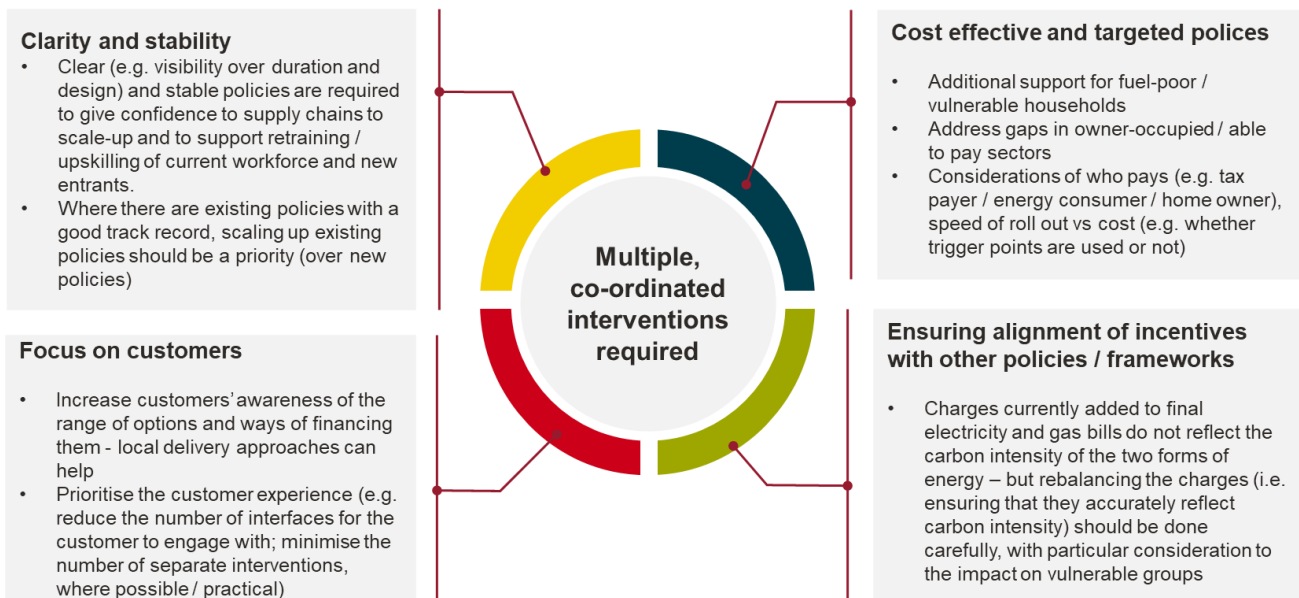 Clarity and stability
• Clear (e.g. visibility over duration and
design) and stable policies are required
to give confidence to supply chains to
scale-up and to support retraining /
upskilling of current workforce and new
entrants.
• Where there are existing policies with a
good track record, scaling up existing
policies should be a priority (over new
policies)
Cost effective and targeted polices
• Additional support for fuel-poor /
vulnerable households
• Address gaps in owner-occupied / able
to pay sectors
• Considerations of who pays (e.g. tax
payer / energy consumer / home owner),
speed of roll out vs cost (e.g. whether
trigger points are used or not)
Multiple,
co-ordinated
interventions
required
Focus on customers
• Increase customers' awareness of the
range of options and ways of financing
them - local delivery approaches can
help
• Prioritise the customer experience (e.g.
reduce the number of interfaces for the
customer to engage with; minimise the
number of separate interventions,
where possible / practical)
Ensuring alignment of incentives
with other policies / frameworks
• Charges currently added to final
electricity and gas bills do not reflect the
carbon intensity of the two forms of
energy – but rebalancing the charges (i.e.
ensuring that they accurately reflect
carbon intensity) should be done
carefully, with particular consideration to
the impact on vulnerable groups